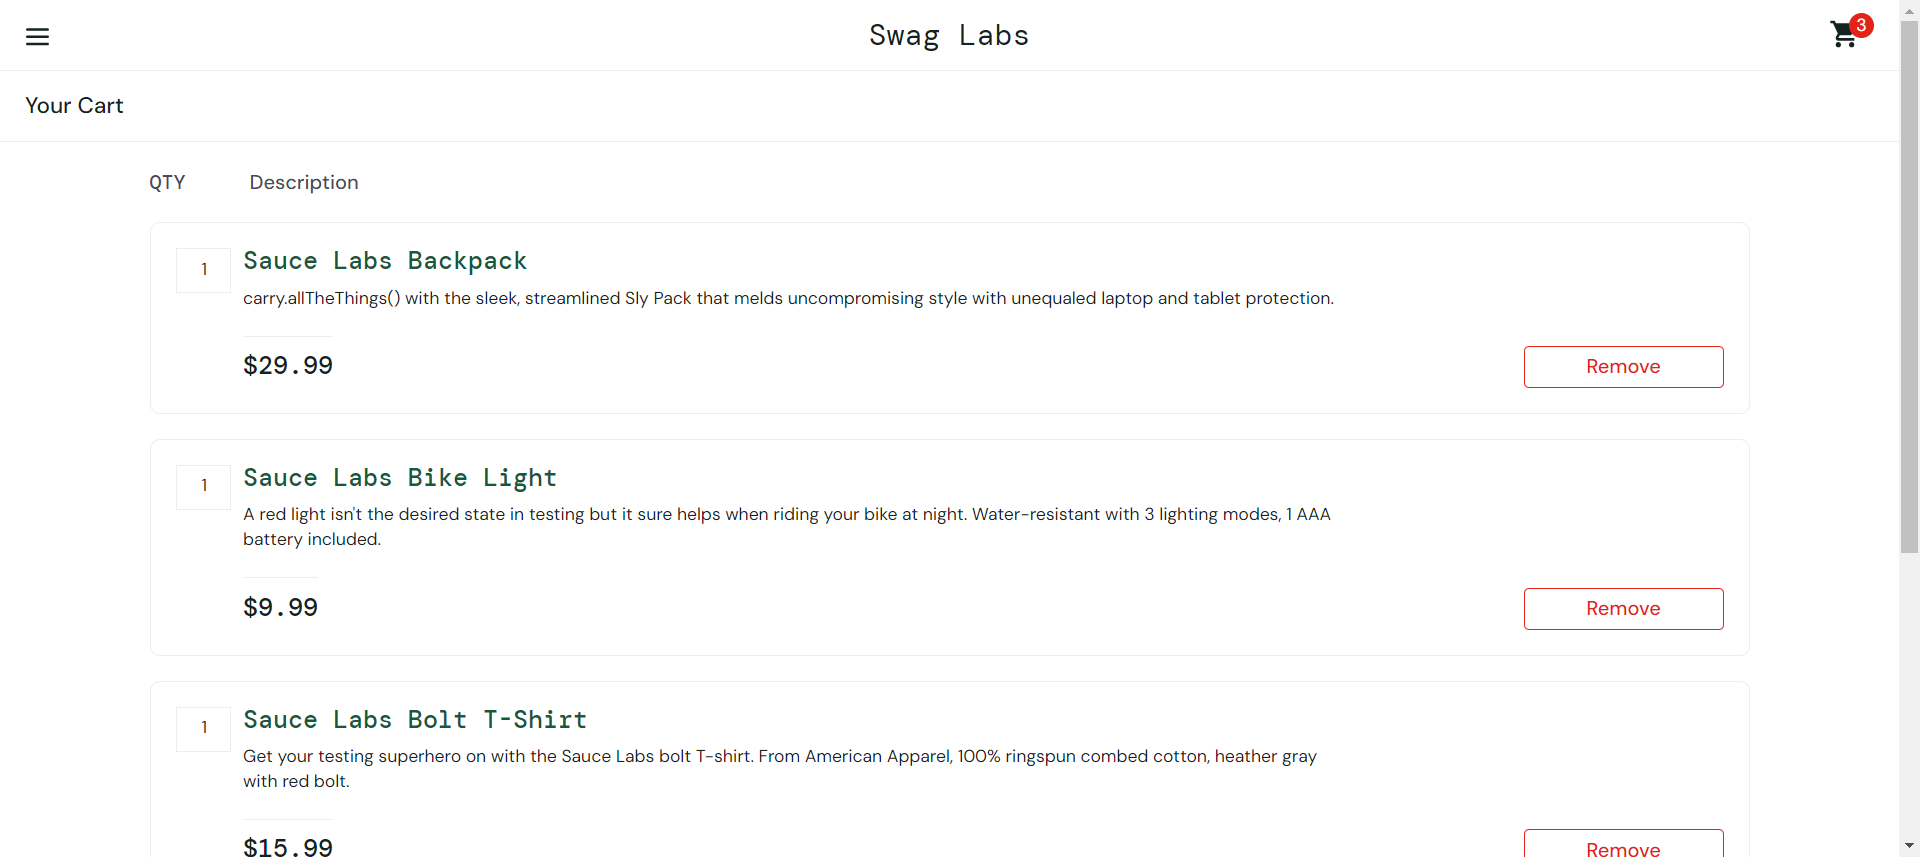 Swag Labs
3
Your Cart
QTY Description
1
Sauce Labs Backpack
carry.allTheThings() with the sleek, streamlined Sly Pack that melds uncompromising style with unequaled laptop and tablet protection.
$29.99
Remove
1
Sauce Labs Bike Light
A red light isn't the desired state in testing but it sure helps when riding your bike at night. Water-resistant with 3 lighting modes, 1 AAA
battery included.
$9.99
Remove
1
Sauce Labs Bolt T-Shirt
Get your testing superhero on with the Sauce Labs bolt T-shirt. From American Apparel, 100% ringspun combed cotton, heather gray
with red bolt.
$15.99
Remove